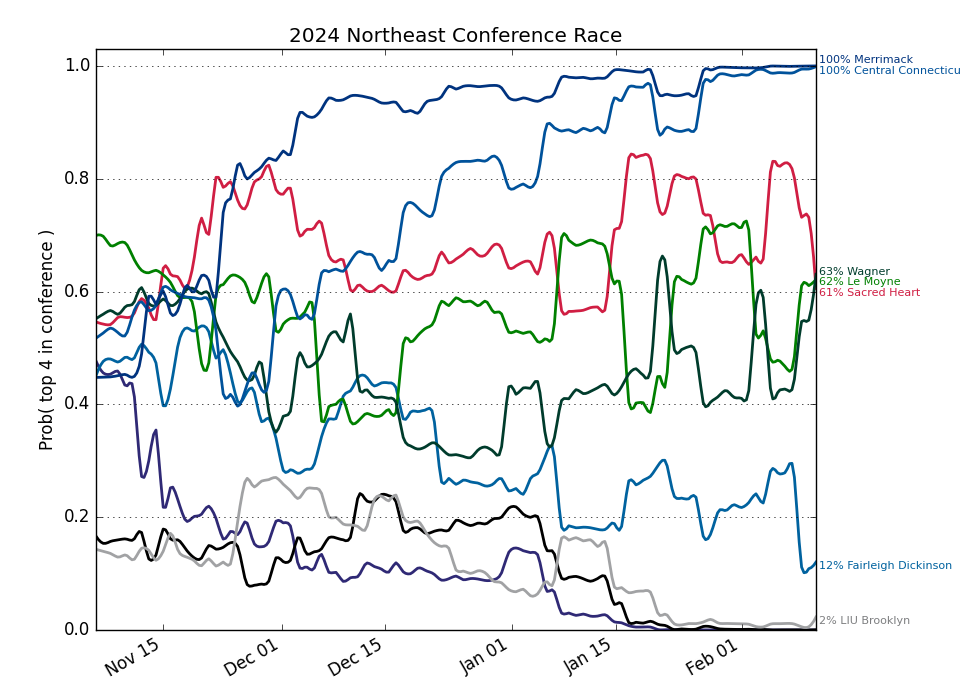 2024 Northeast Conference Race
Prob( top 4 in conference )
1.0
0.8
0.6
0.4
0.2
0.0
Nov 15
Dec 01
Dec 15
Jan 01
Jan 15
Feb 01
100% Merrimack
100% Central Connecticu
63% Wagner
62% Le Moyne
61% Sacred Heart
12% Fairleigh Dickinson
2% LIU Brooklyn